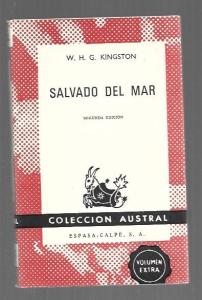 W. H. G. KINGSTON
SALVADO DEL MAR
SEGUNDA EDICIÓN
COLECCION AUSTRAL
ESPASA-CALPE, S. A.
VOLUMEN
EXTRA